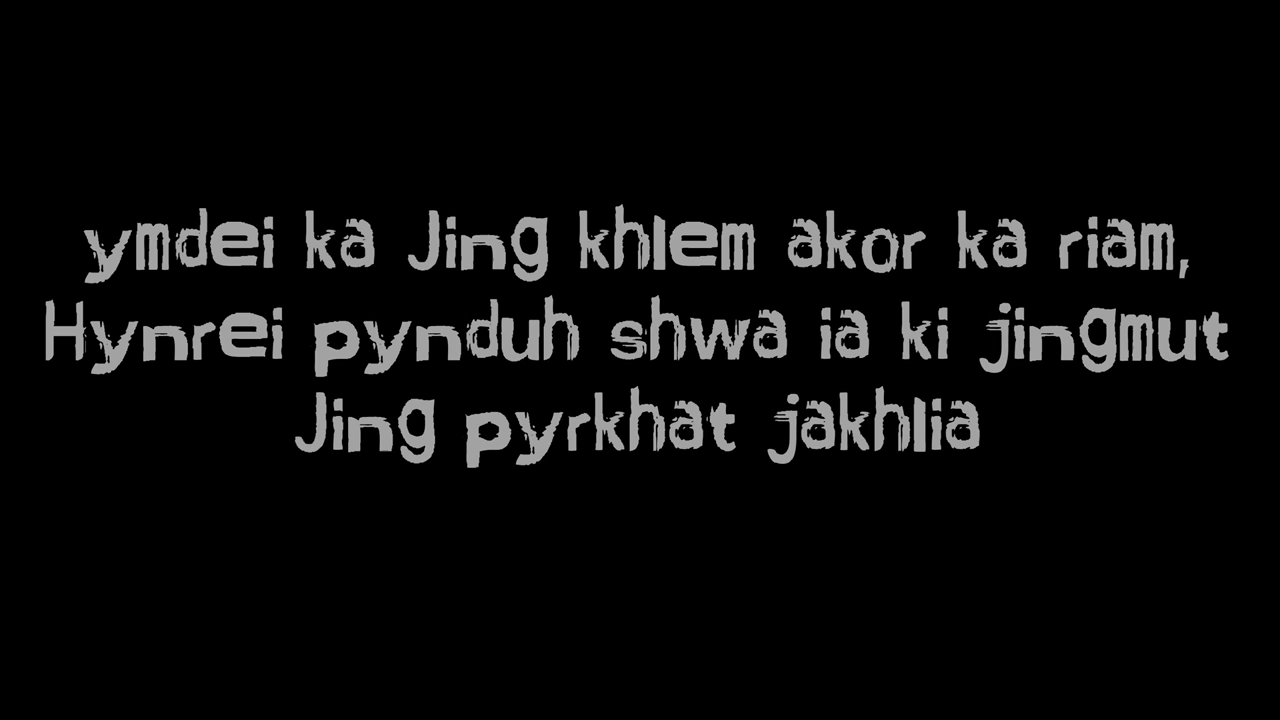 ymdei ka Jing khlem akor ka riam,
Hynrei pynduh shwa ia ki jingmut
Jing pyrkhat jakhlia